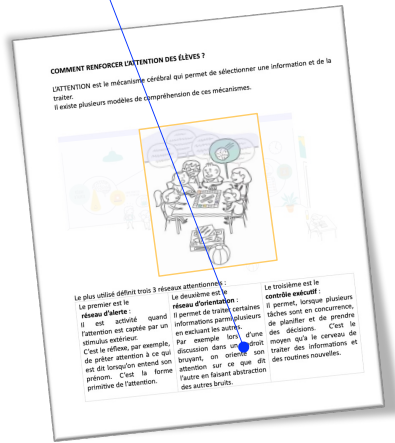 COMMENT RENFORCER L'ATTENTION DES ÉLÈVES ?
L'ATTENTION est le mécanisme cérébral qui permet de sélectionner une information et de la
traiter.
Il existe plusieurs modèles de compréhension de ces mécanismes.
Le plus utilisé définit trois 3 réseaux attentionnels :
Le premier est le
réseau d'alerte :
Il est activité quand
l'attention est captée par un
stimulus extérieur.
C'est le réflexe, par exemple,
de prêter attention à ce qui
est dit lorsqu'on entend son
prénom. C'est la forme
primitive de l'attention.
Le deuxième est le
réseau d'orientation :
Il permet de traiter certaines
informations parmi plusieurs
en excluant les autres.
Par exemple lors d'une
discussion dans un endroit
bruyant, on oriente son
attention sur ce que dit
l'autre en faisant abstraction
des autres bruits.
Le troisième est le
contrôle exécutif :
Il permet, lorsque plusieurs
tâches sont en concurrence,
de planifier et de prendre
des décisions. C'est le
moyen qu'a le cerveau de
traiter des informations et
des routines nouvelles.